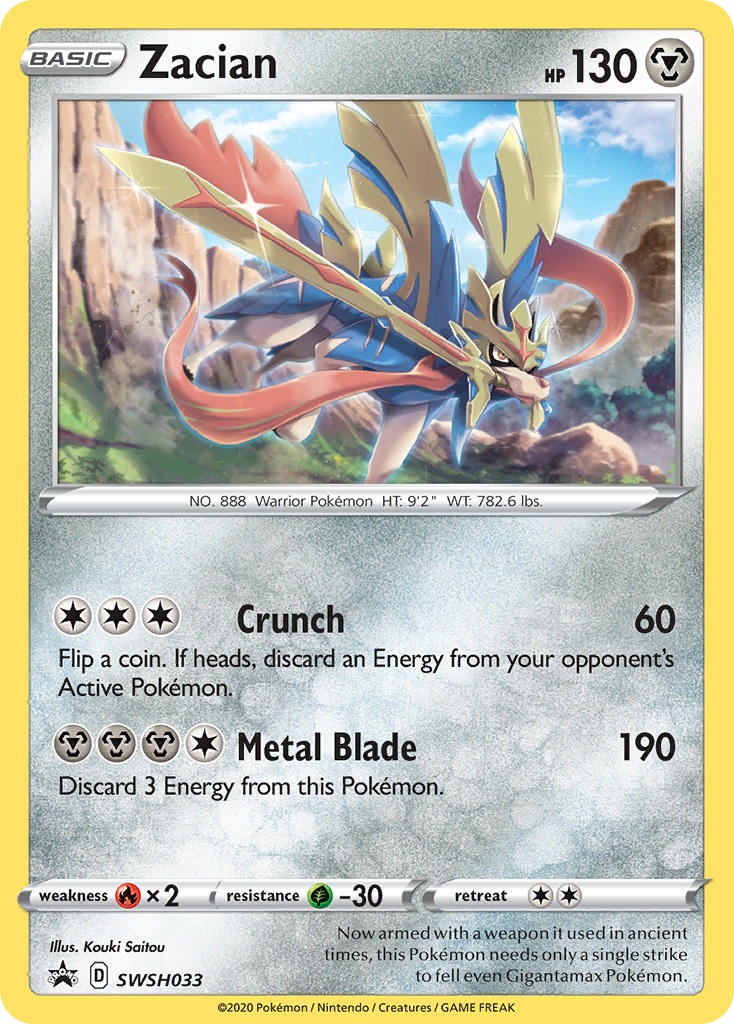 BASIC Zacian HP 130
NO. 888 Warrior Pokémon HT: 9'2" WT: 782.6 lbs.
Crunch 60
Flip a coin. If heads, discard an Energy from your opponent's
Active Pokémon.
Metal Blade 190
Discard 3 Energy from this Pokémon.
weakness ×2 resistance -30 retreat
Illus. Kouki Saitou
Now armed with a weapon it used in ancient
times, this Pokémon needs only a single strike
to fell even Gigantamax Pokémon.
D SWSH033
©2020 Pokémon / Nintendo / Creatures / GAME FREAK